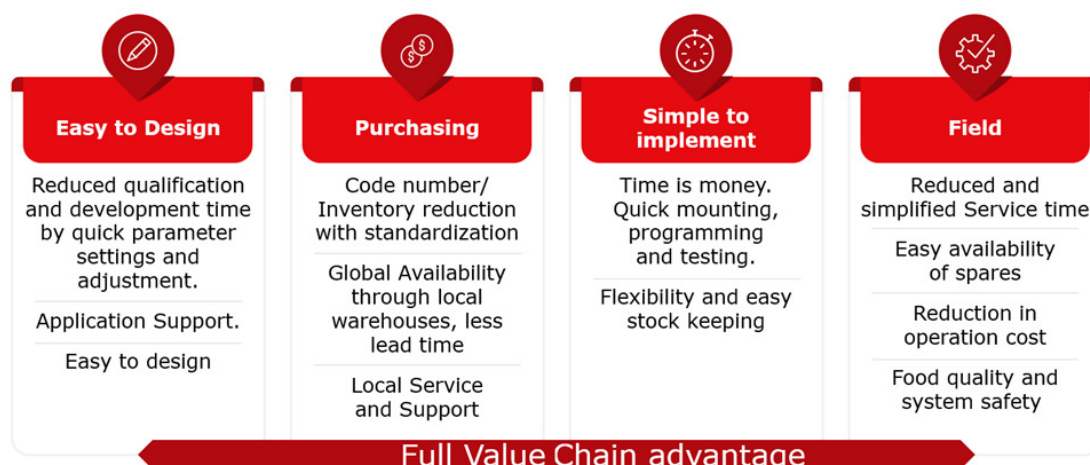 Easy to Design
Reduced qualification
and development time
by quick parameter
settings and
adjustment.
Application Support.
Easy to design
Purchasing
Code number/
Inventory reduction
with standardization
Global Availability
through local
warehouses, less
lead time
Local Service
and Support
Simple to
implement
Time is money.
Quick mounting,
programming
and testing.
Flexibility and easy
stock keeping
Field
Reduced and
simplified Service time
Easy availability
of spares
Reduction in
operation cost
Food quality and
system safety
Full Value Chain advantage